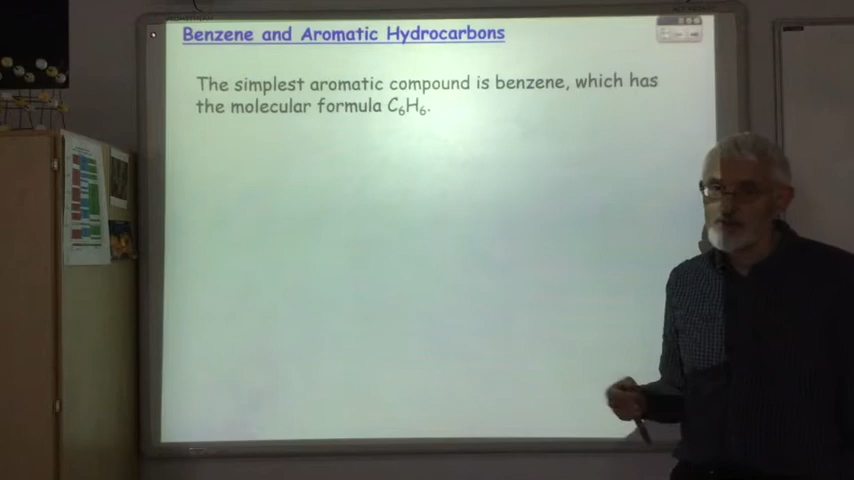 Benzene and Aromatic Hydrocarbons
The simplest aromatic compound is benzene, which has
the molecular formula C₆H₆.